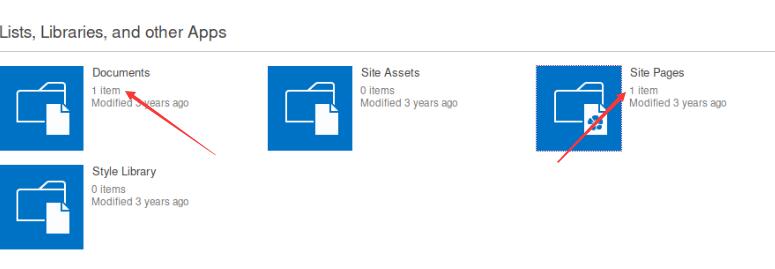 Lists, Libraries, and other Apps
Documents
1 item
Modified 3 years ago
Site Assets
0 items
Modified 3 years ago
Site Pages
1 item
Modified 3 years ago
Style Library
0 items
Modified 3 years ago